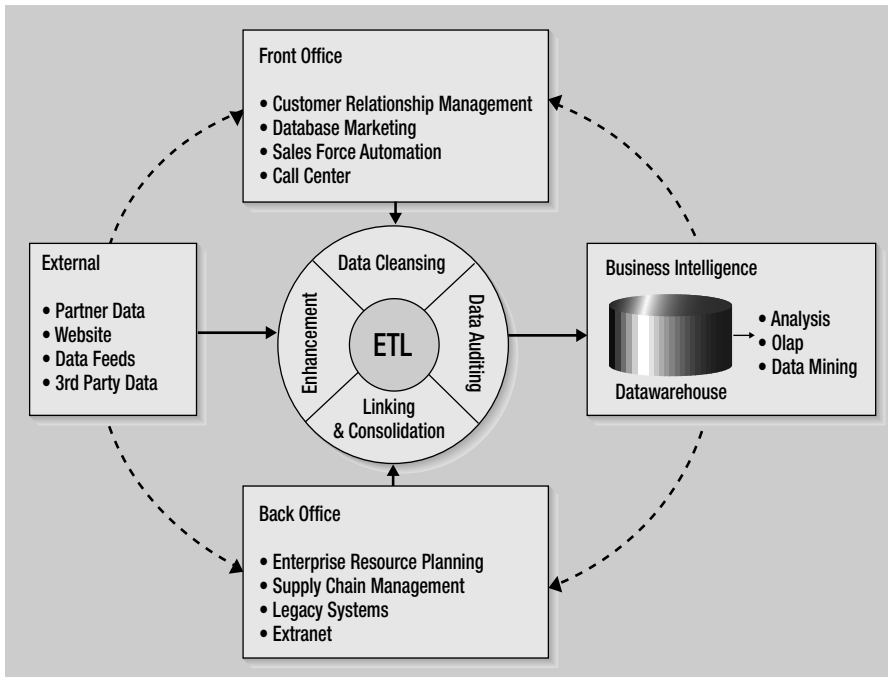 Front Office
• Customer Relationship Management
• Database Marketing
• Sales Force Automation
• Call Center
External
• Partner Data
• Website
• Data Feeds
• 3rd Party Data
Data Cleansing
Enhancement
ETL
Data Auditing
Linking
& Consolidation
Business Intelligence
Datawarehouse
• Analysis
• Olap
• Data Mining
Back Office
• Enterprise Resource Planning
• Supply Chain Management
• Legacy Systems
• Extranet